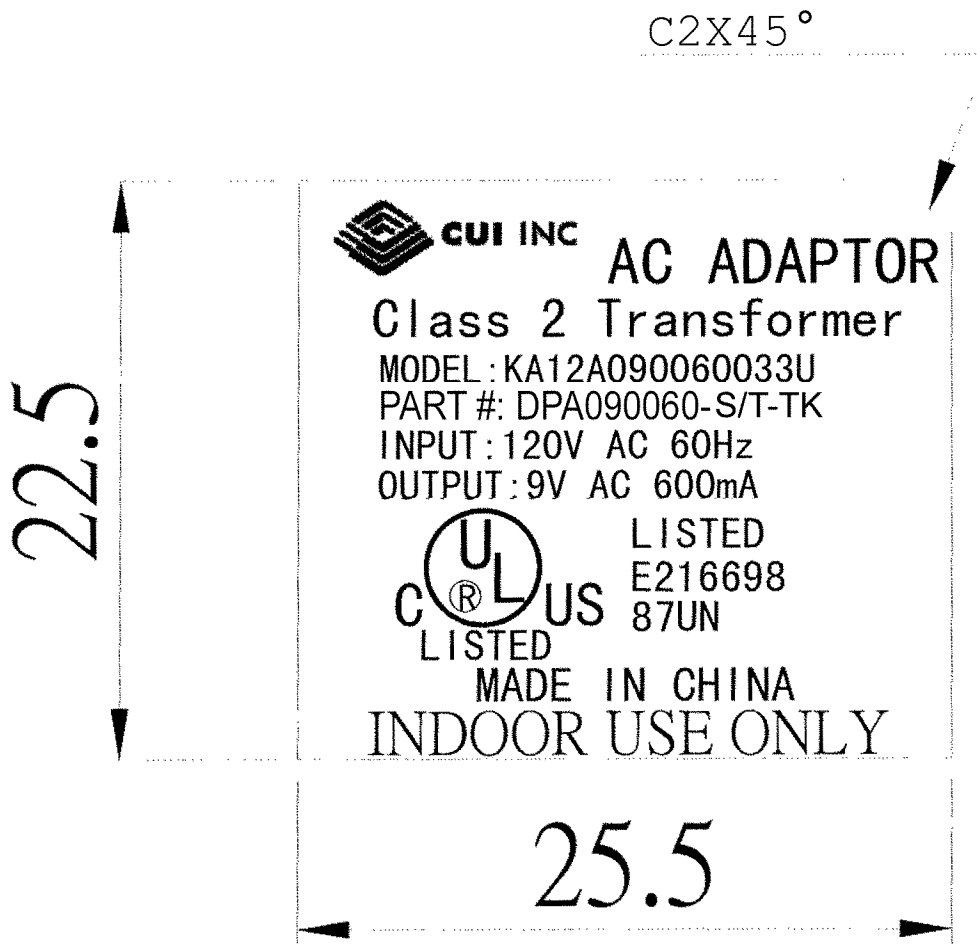 C2X45°
CUI INC
AC ADAPTOR
Class 2 Transformer
MODEL:KA12A090060033U
PART #: DPA090060-S/T-TK
INPUT:120V AC 60Hz
OUTPUT:9V AC 600mA
UL
®
C US
LISTED
LISTED
E216698
87UN
MADE IN CHINA
INDOOR USE ONLY
22.5
25.5